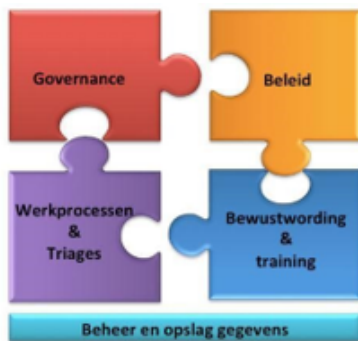 Governance
Beleid
Werkprocessen
&
Triages
Bewustwording
&
training
Beheer en opslag gegevens